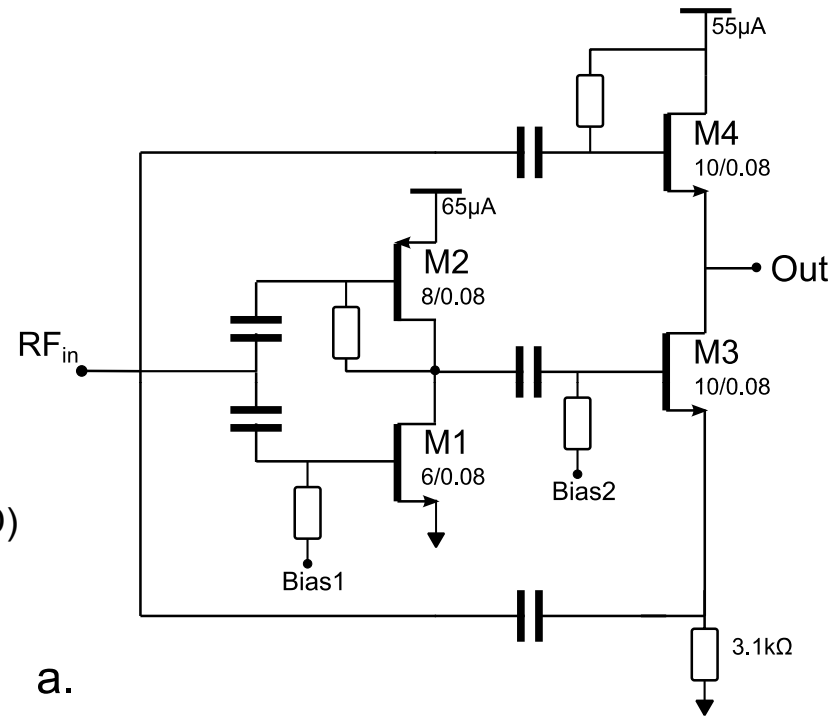 55µA
M4
10/0.08
65µA
M2
8/0.08
Out
RFin
M3
10/0.08
M1
6/0.08
Bias2
)
Bias1
3.1kΩ
a.